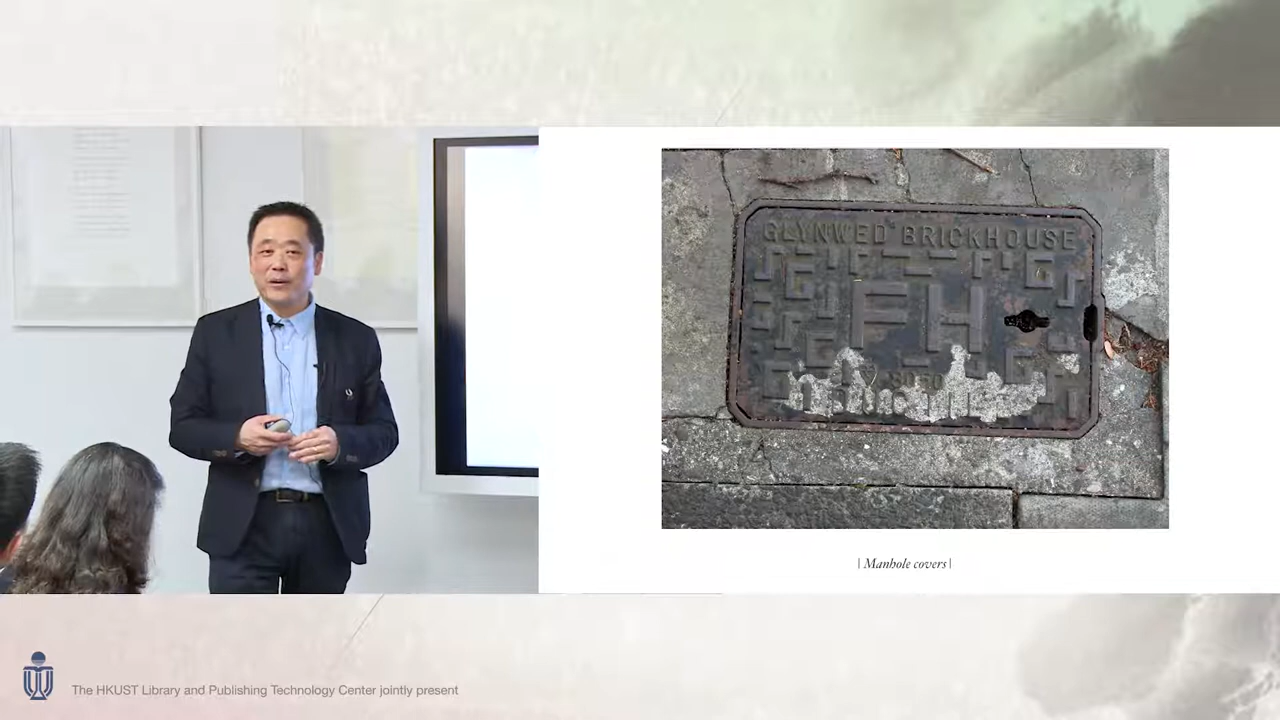 GLYNWED BRICKHOUSE
FH
| Manhole covers |
The HKUST Library and Publishing Technology Center jointly present